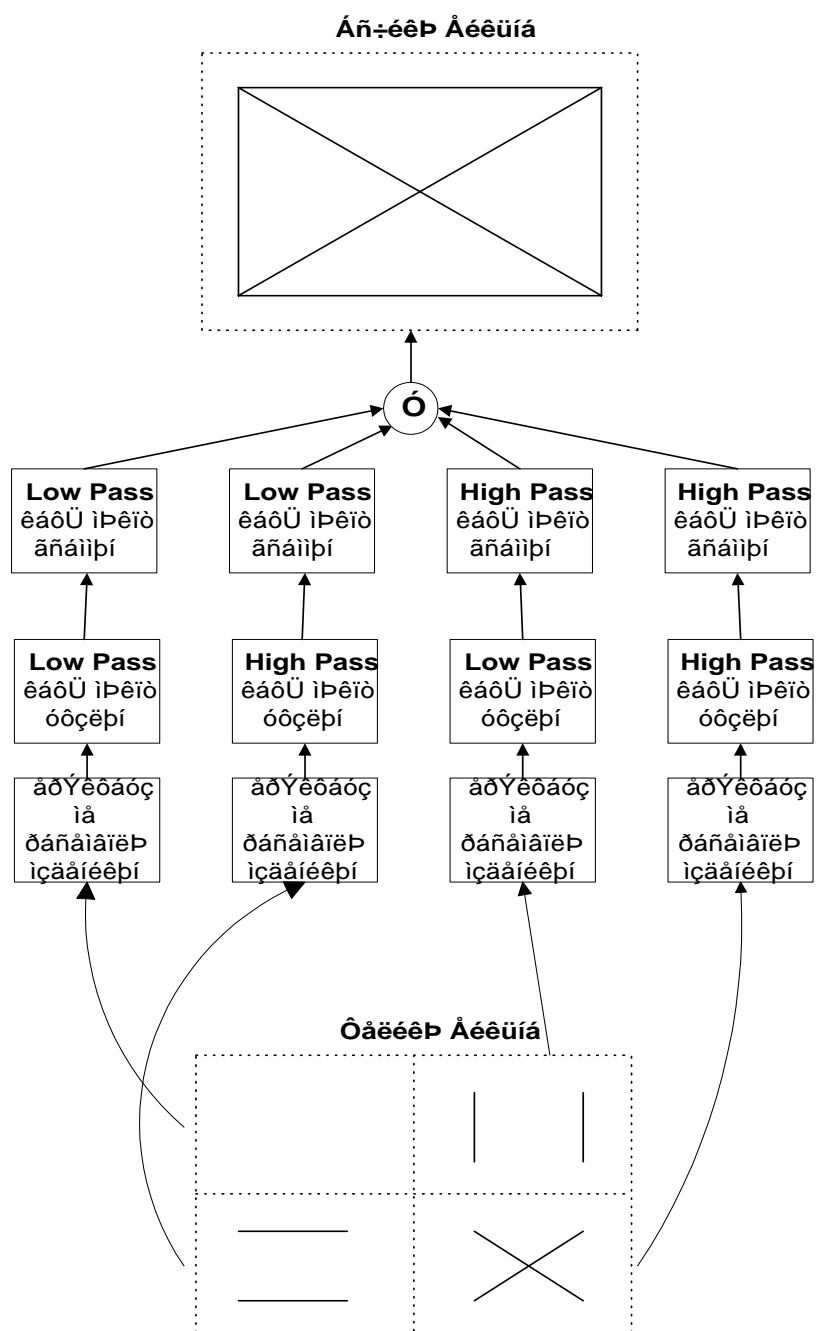 Áñ÷éêÞ Åéêüíá
Ó
Low Pass
êáôÜ ìÞêïò
ãñáììþí
Low Pass
êáôÜ ìÞêïò
ãñáììþí
High Pass
êáôÜ ìÞêïò
ãñáììþí
High Pass
êáôÜ ìÞêïò
ãñáììþí
Low Pass
êáôÜ ìÞêïò
óôçëþí
High Pass
êáôÜ ìÞêïò
óôçëþí
Low Pass
êáôÜ ìÞêïò
óôçëþí
High Pass
êáôÜ ìÞêïò
óôçëþí
åðÝêôáóç
ìå
ðáñåìâïëÞ
ìçäåíéêþí
åðÝêôáóç
ìå
ðáñåìâïëÞ
ìçäåíéêþí
åðÝêôáóç
ìå
ðáñåìâïëÞ
ìçäåíéêþí
åðÝêôáóç
ìå
ðáñåìâïëÞ
ìçäåíéêþí
ÔåëéêÞ Åéêüíá